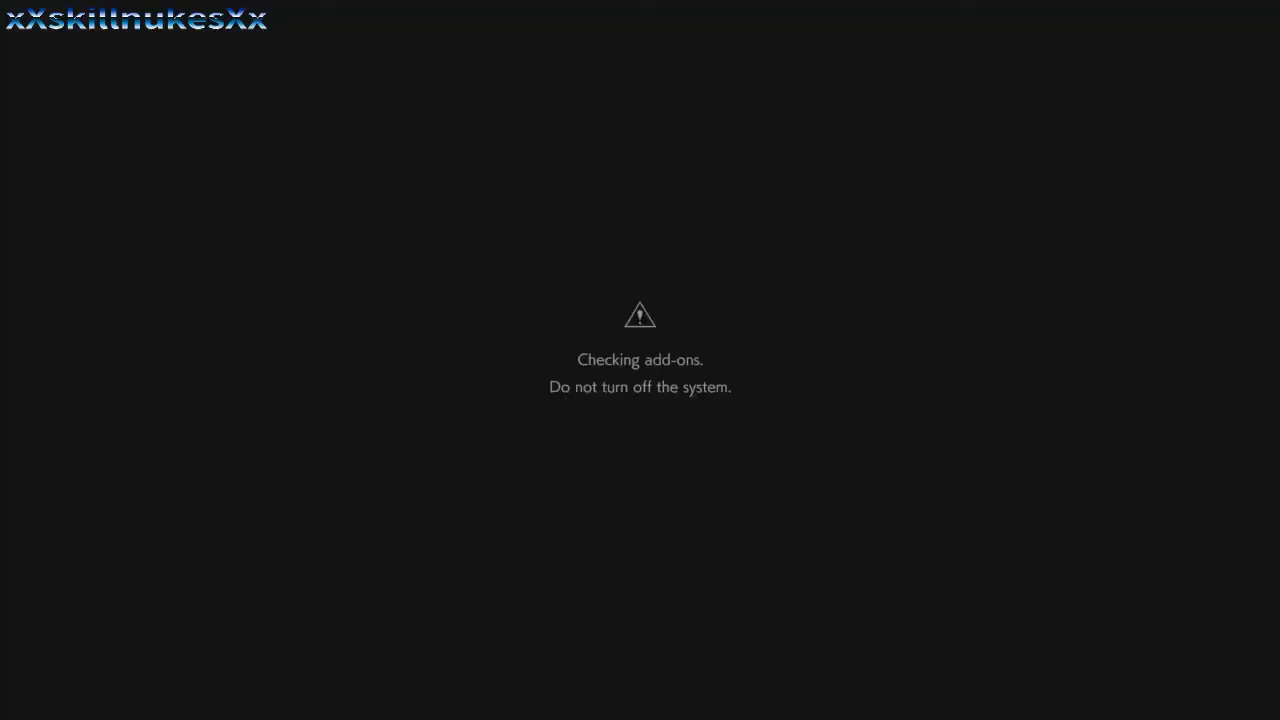 xXskillnukesXx
Checking add-ons.
Do not turn off the system.